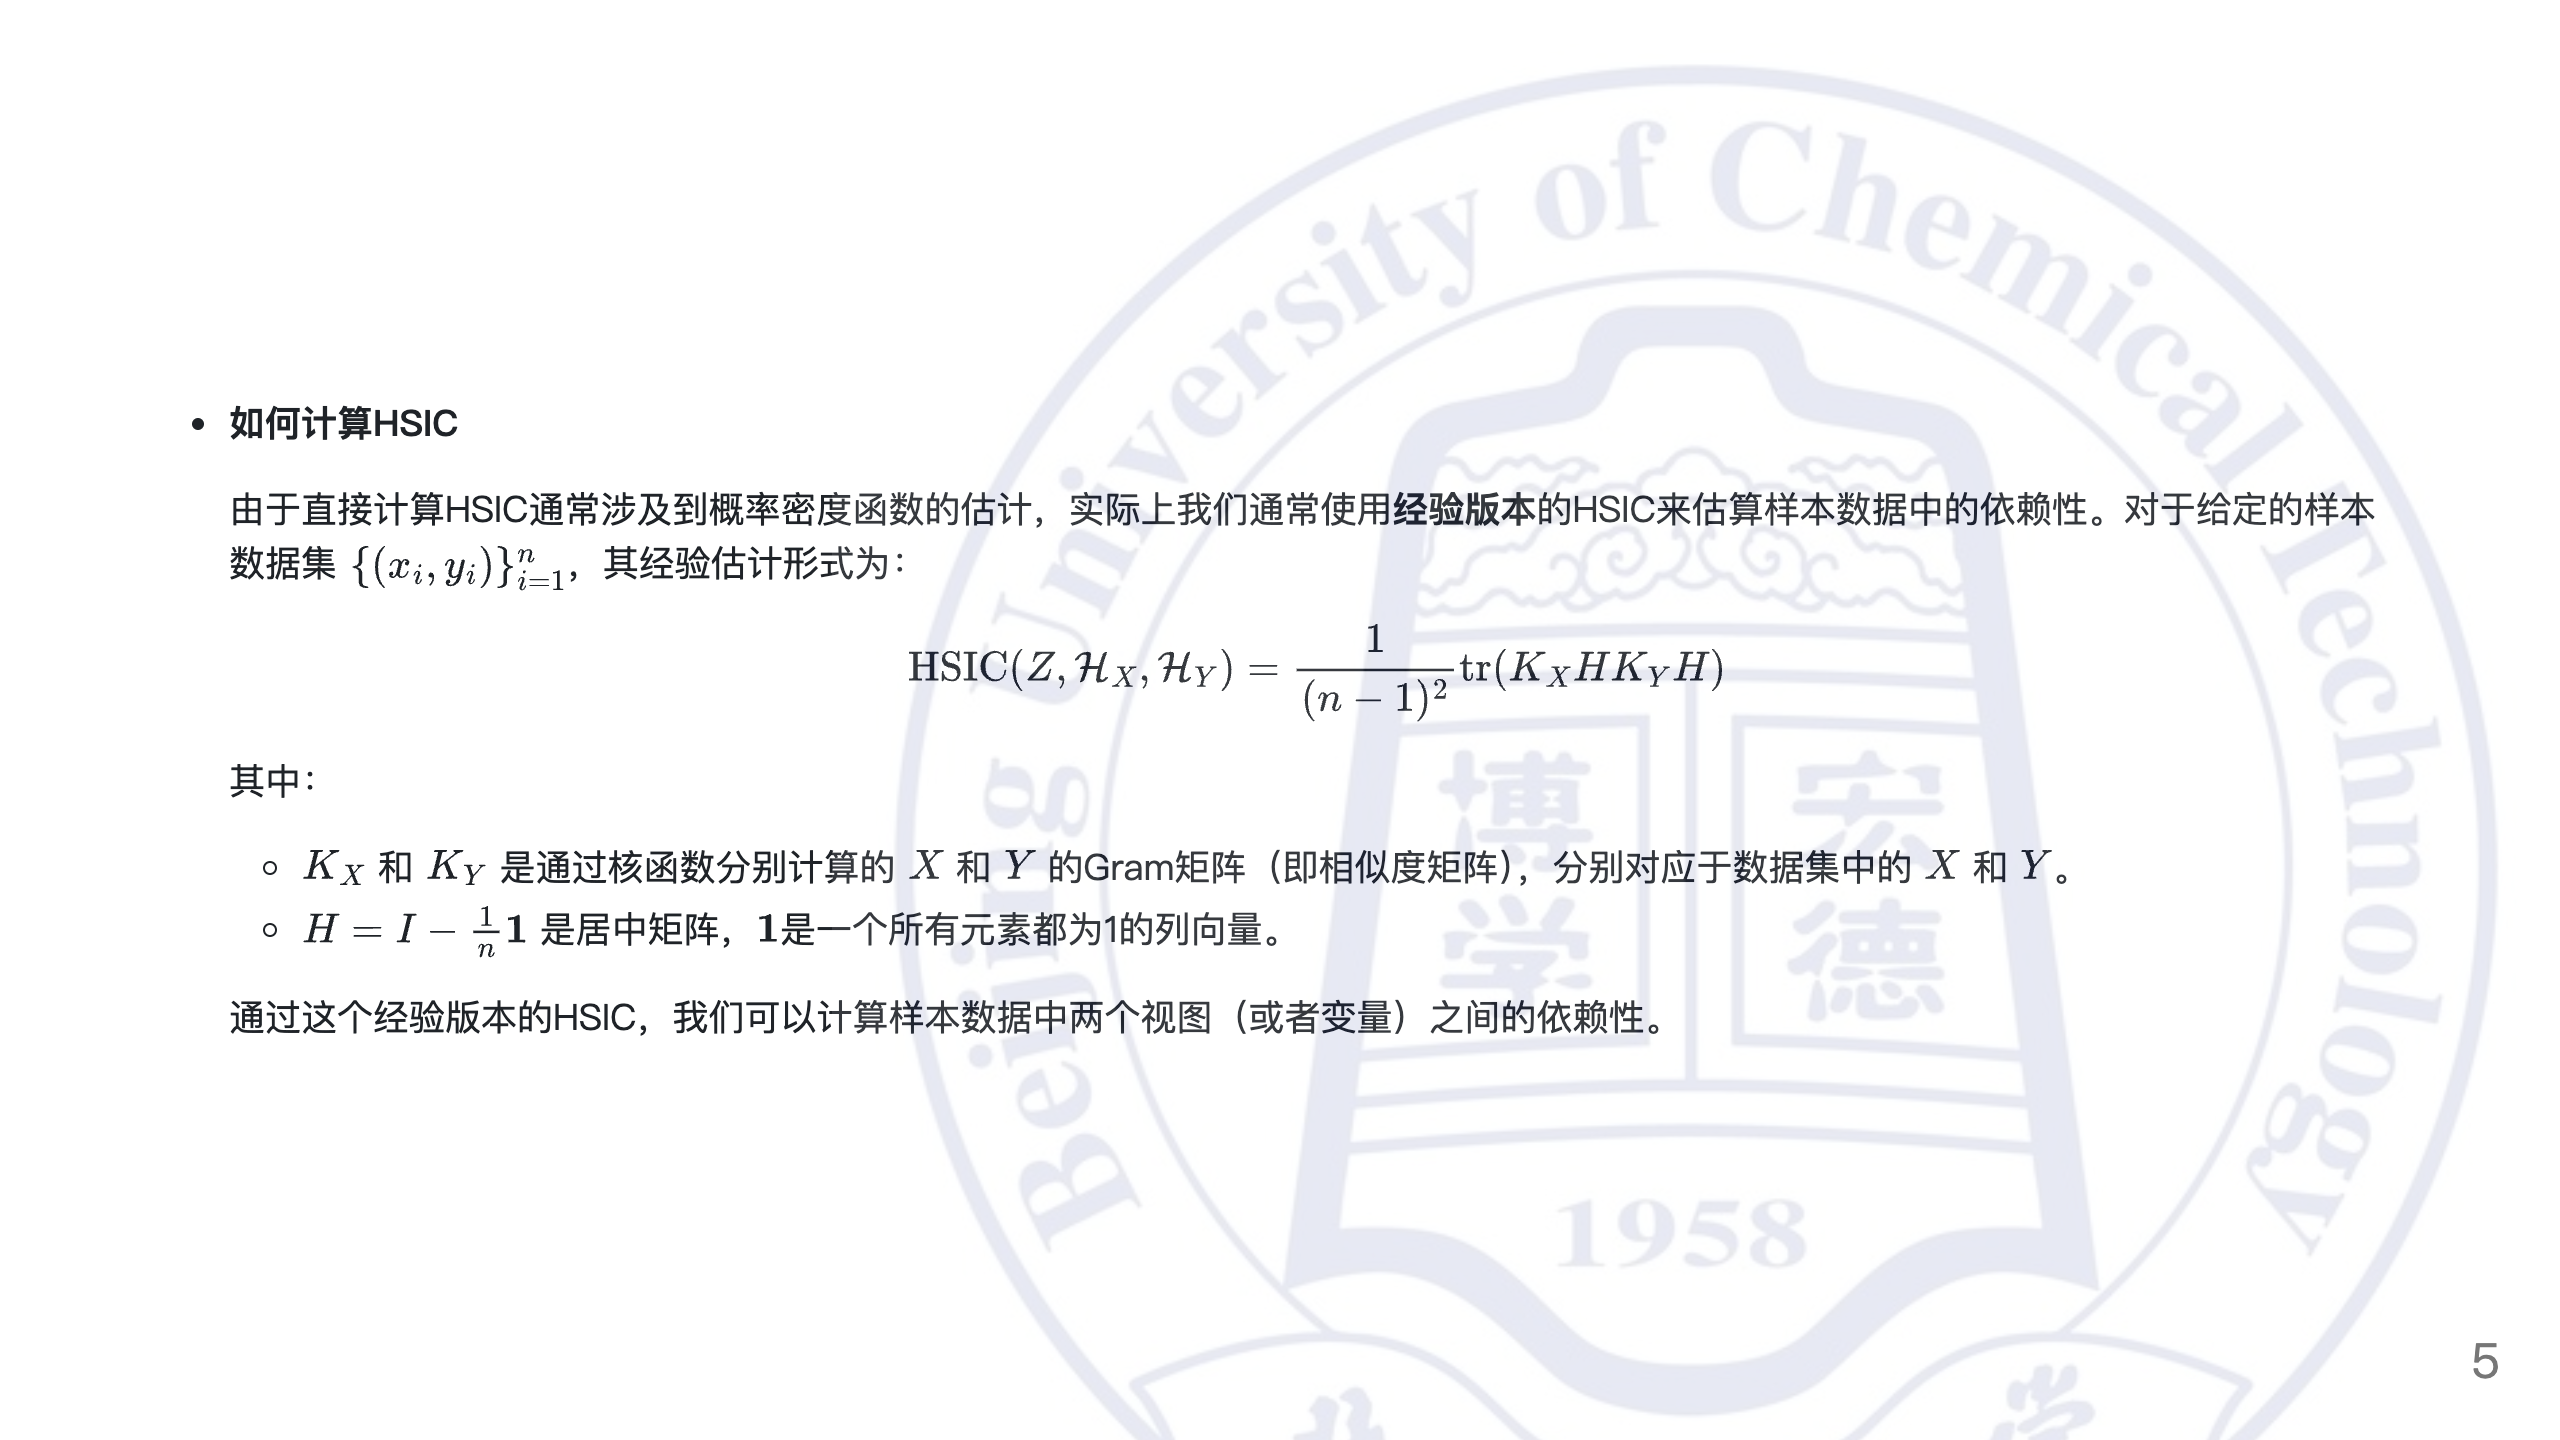 如何计算HSIC
由于直接计算HSIC通常涉及到概率密度函数的估计，实际上我们通常使用经验版本的HSIC来估算样本数据中的依赖性。对于给定的样本
数据集 $\{(x_i, y_i)\}_{i=1}^n$，其经验估计形式为：
$\mathrm{HSIC}(Z, \mathcal{H}_X, \mathcal{H}_Y) = \frac{1}{(n-1)^2}\mathrm{tr}(K_X H K_Y H)$
其中：
$K_X$ 和 $K_Y$ 是通过核函数分别计算的 $X$ 和 $Y$ 的Gram矩阵（即相似度矩阵），分别对应于数据集中的 $X$ 和 $Y$。
$H = I - \frac{1}{n}\mathbf{1}$ 是居中矩阵，$\mathbf{1}$是一个所有元素都为1的列向量。
通过这个经验版本的HSIC，我们可以计算样本数据中两个视图（或者变量）之间的依赖性。
Beijing University of Chemical Technology
宏德
博学
1958
5